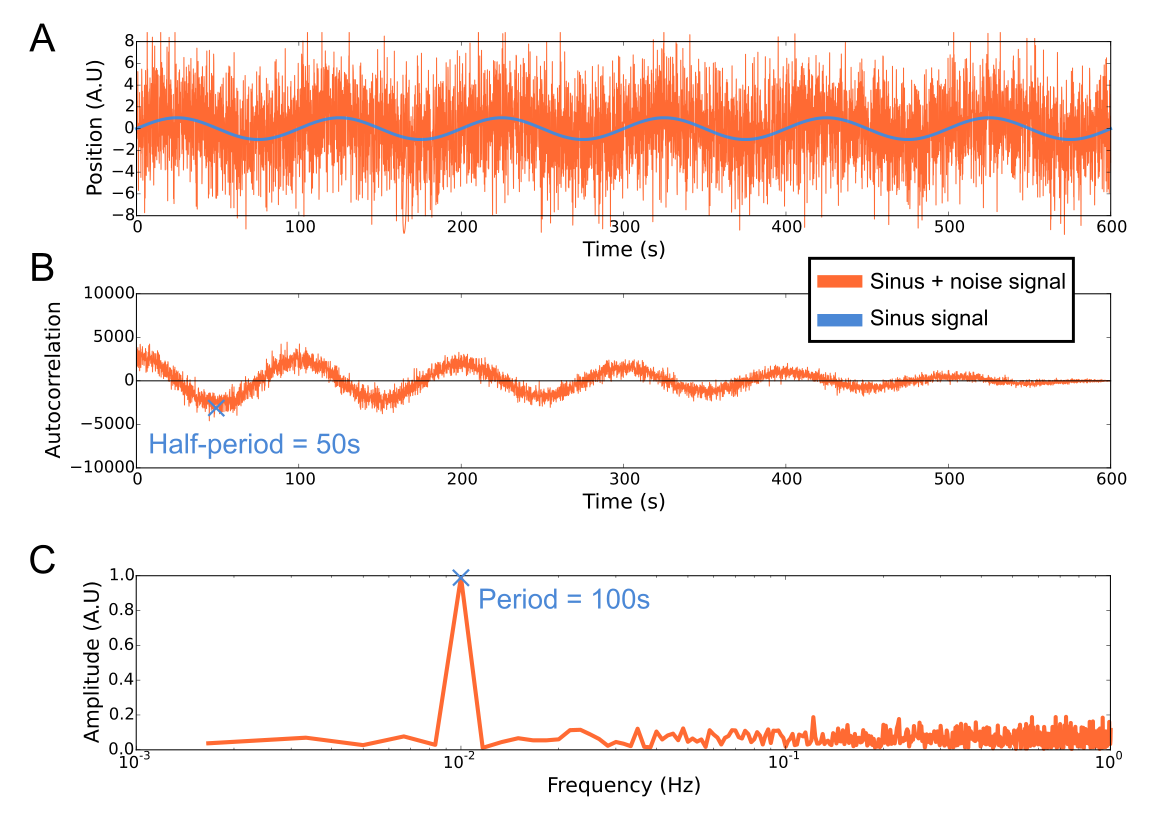 A
Position (A.U)
8
6
4
2
0
−2
−4
−6
−8
0 100 200 300 400 500 600
Time (s)
B
Sinus + noise signal
Sinus signal
Autocorrelation
10000
5000
0
−5000
−10000
Half-period = 50s
0 100 200 300 400 500 600
Time (s)
C
Amplitude (A.U)
1.0
0.8
0.6
0.4
0.2
0.0
Period = 100s
10⁻³ 10⁻² 10⁻¹ 10⁰
Frequency (Hz)